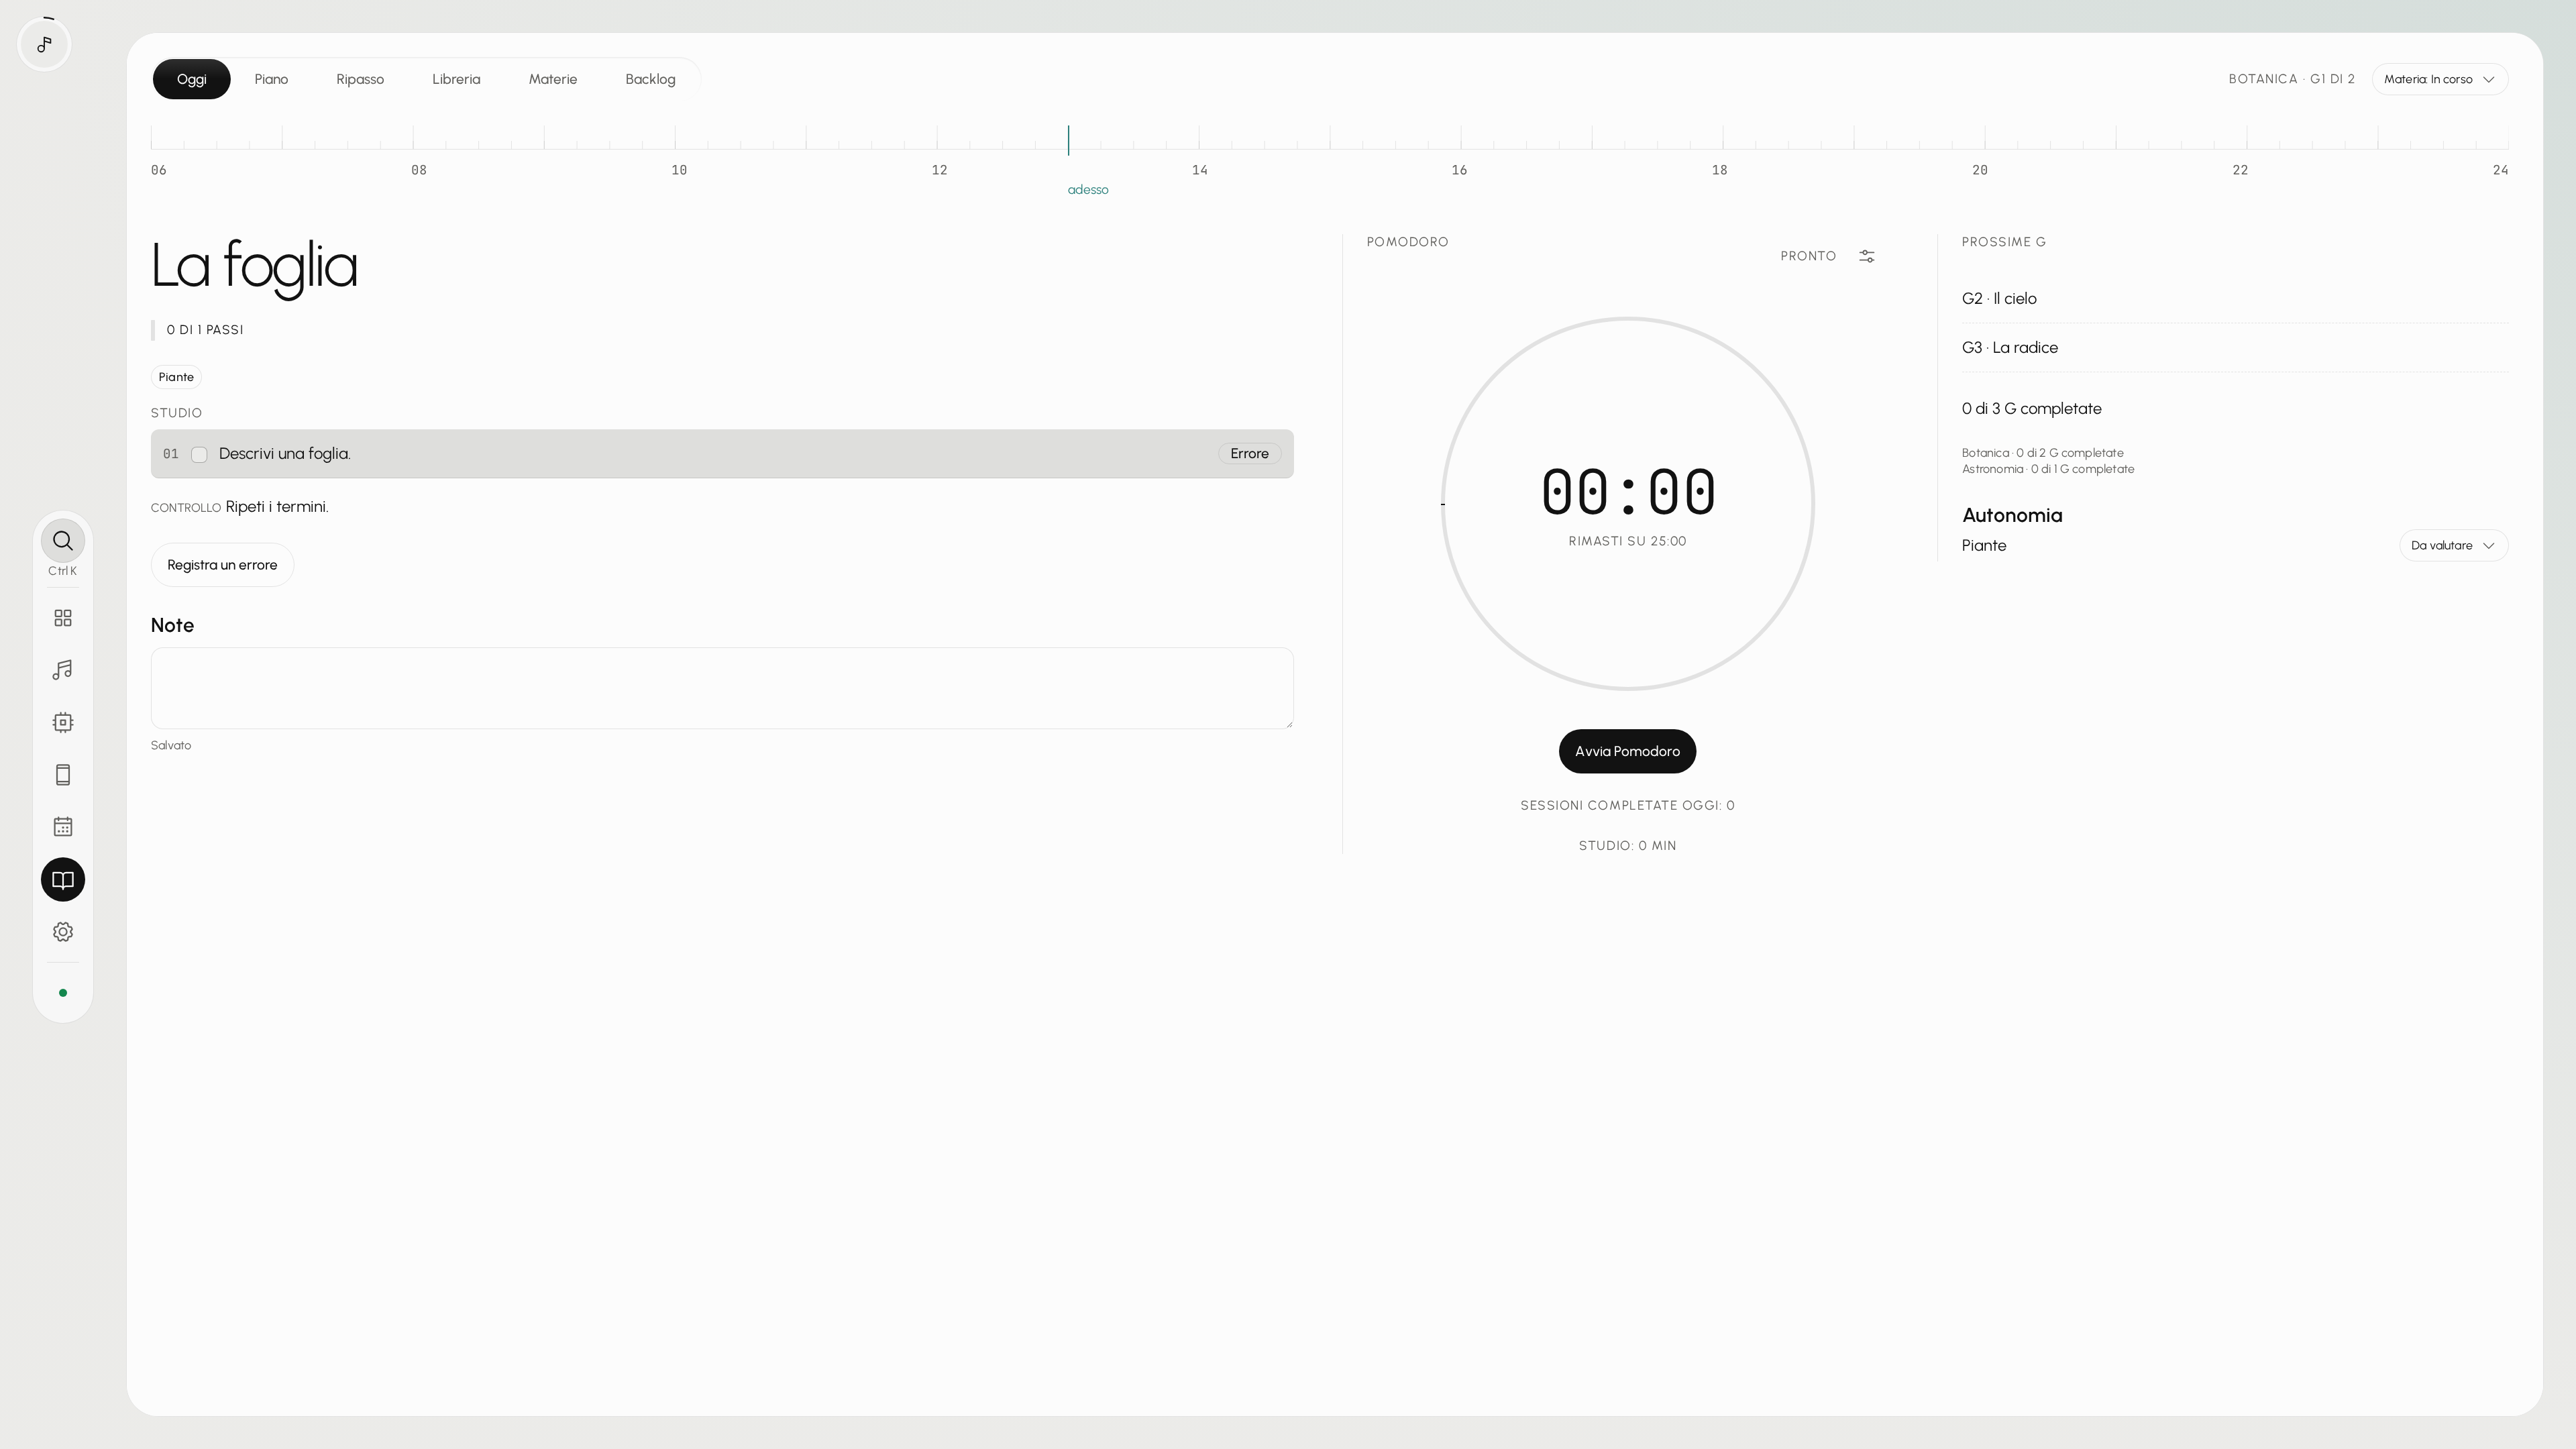 Oggi
Piano
Ripasso
Libreria
Materie
Backlog
BOTANICA · G1 DI 2
Materia: In corso
06 08 10 12 14 16 18 20 22 24
adesso
La foglia
0 DI 1 PASSI
Piante
STUDIO
01 Descrivi una foglia.
Errore
CONTROLLO Ripeti i termini.
Registra un errore
Note
Salvato
POMODORO
PRONTO
00:00
RIMASTI SU 25:00
Avvia Pomodoro
SESSIONI COMPLETATE OGGI: 0
STUDIO: 0 MIN
PROSSIME G
G2 · Il cielo
G3 · La radice
0 di 3 G completate
Botanica · 0 di 2 G completate
Astronomia · 0 di 1 G completate
Autonomia
Piante
Da valutare
Ctrl K